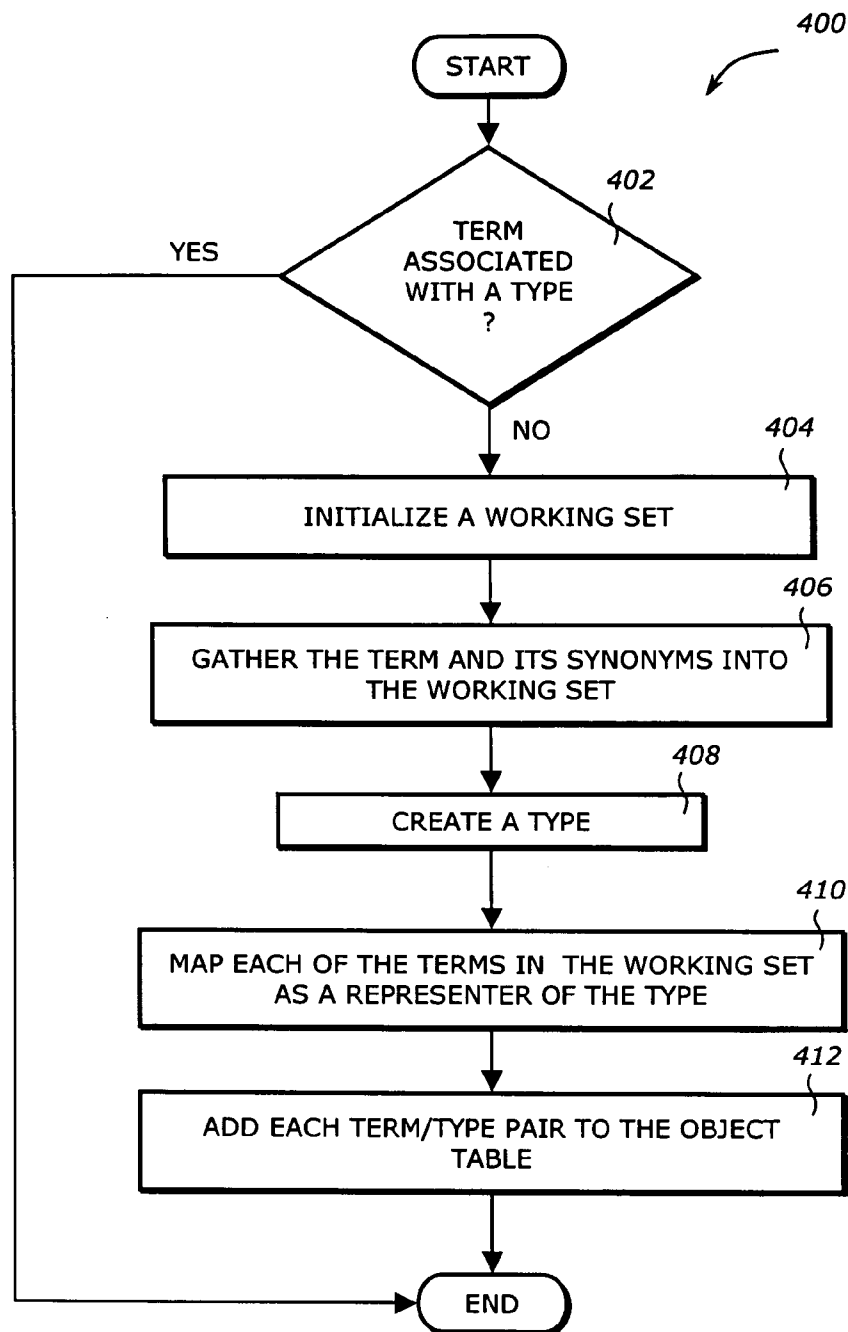 400
START
402
TERM
ASSOCIATED
WITH A TYPE
?
YES
NO
404
INITIALIZE A WORKING SET
406
GATHER THE TERM AND ITS SYNONYMS INTO
THE WORKING SET
408
CREATE A TYPE
410
MAP EACH OF THE TERMS IN THE WORKING SET
AS A REPRESENTER OF THE TYPE
412
ADD EACH TERM/TYPE PAIR TO THE OBJECT
TABLE
END